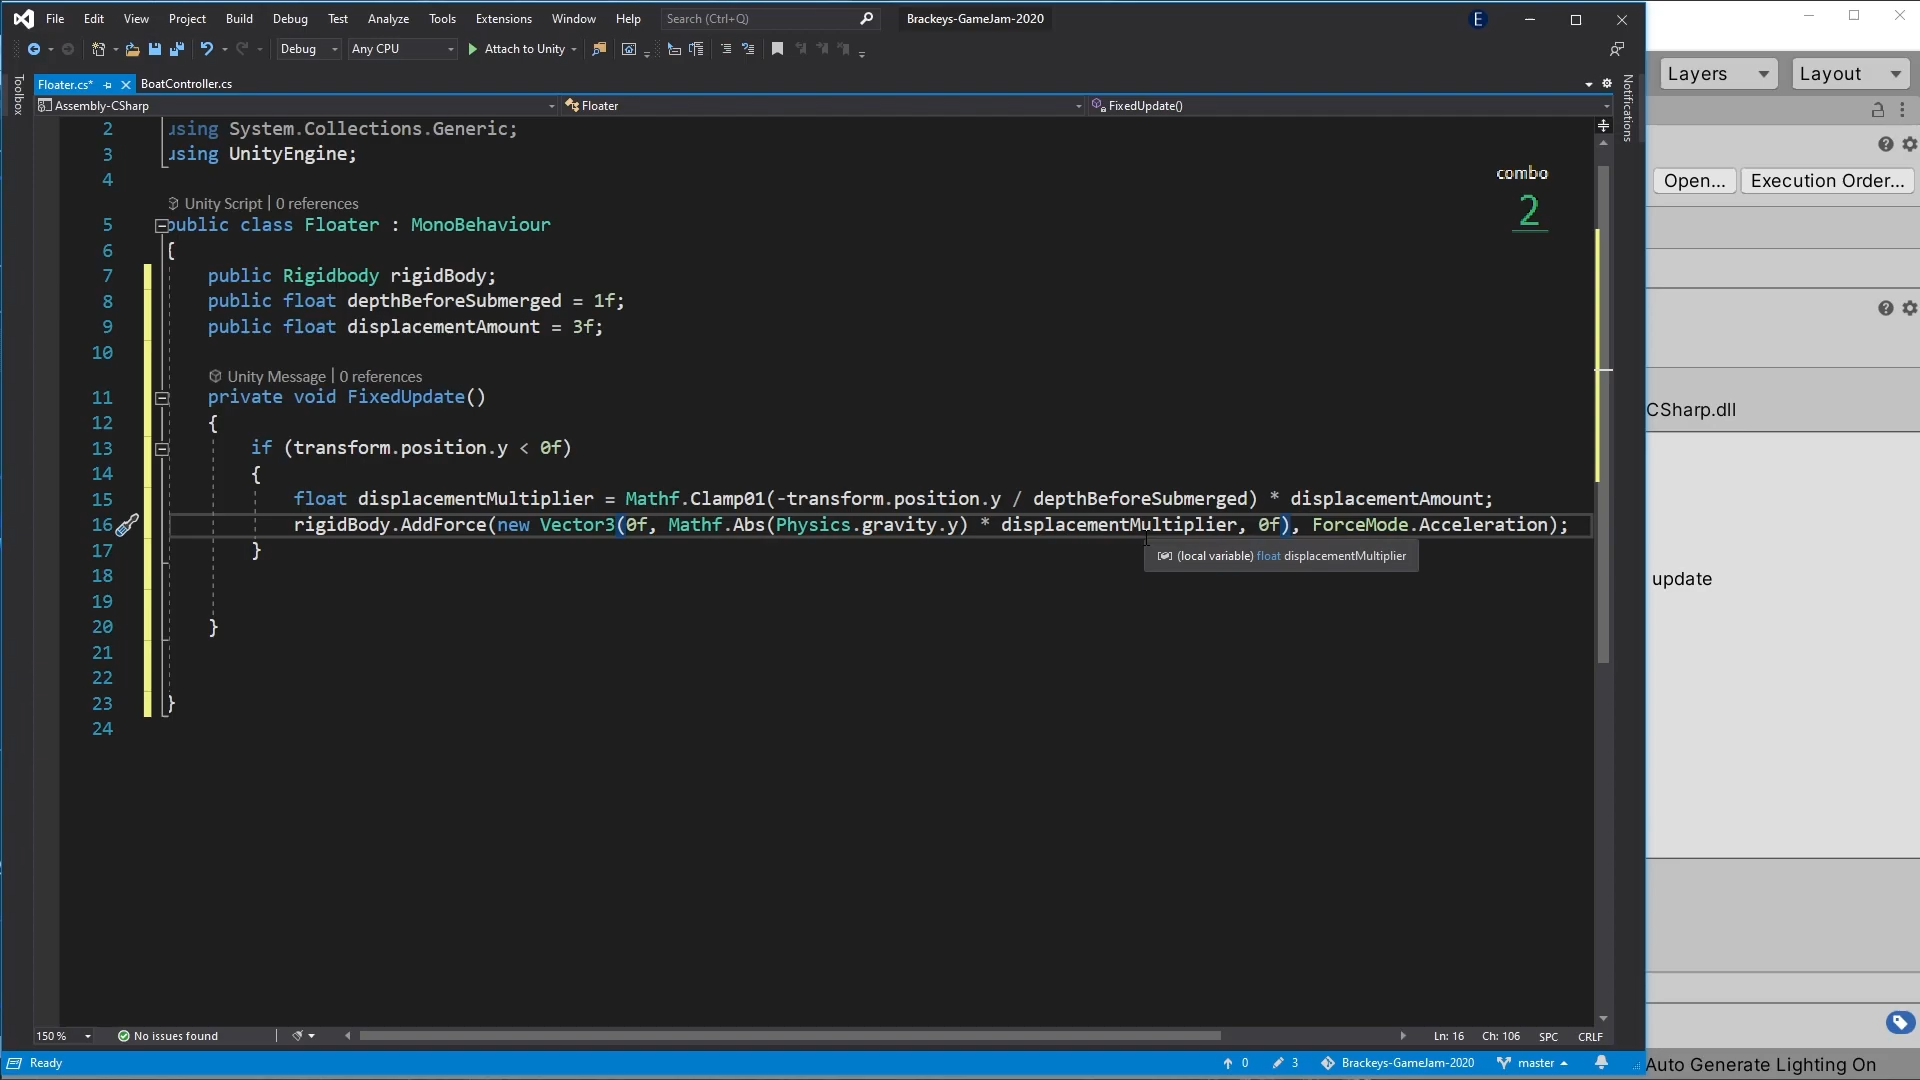 File Edit View Project Build Debug Test Analyze Tools Extensions Window Help Search (Ctrl+Q) Brackeys-GameJam-2020 E
Debug Any CPU Attach to Unity
Layers Layout
Toolbox
Floater.cs* BoatController.cs
Notifications
Assembly-CSharp Floater FixedUpdate()
2 using System.Collections.Generic;
3 using UnityEngine;
4
combo
2
Open... Execution Order...
Unity Script | 0 references
5 public class Floater : MonoBehaviour
6 {
7 public Rigidbody rigidBody;
8 public float depthBeforeSubmerged = 1f;
9 public float displacementAmount = 3f;
10
Unity Message | 0 references
11 private void FixedUpdate()
12 {
13 if (transform.position.y < 0f)
14 {
15 float displacementMultiplier = Mathf.Clamp01(-transform.position.y / depthBeforeSubmerged) * displacementAmount;
16 rigidBody.AddForce(new Vector3(0f, Mathf.Abs(Physics.gravity.y) * displacementMultiplier, 0f), ForceMode.Acceleration);
17 }
(local variable) float displacementMultiplier
18
19
20 }
21
22
23 }
24
CSharp.dll
update
150 % No issues found Ln: 16 Ch: 106 SPC CRLF
Ready 0 3 Brackeys-GameJam-2020 master
Auto Generate Lighting On